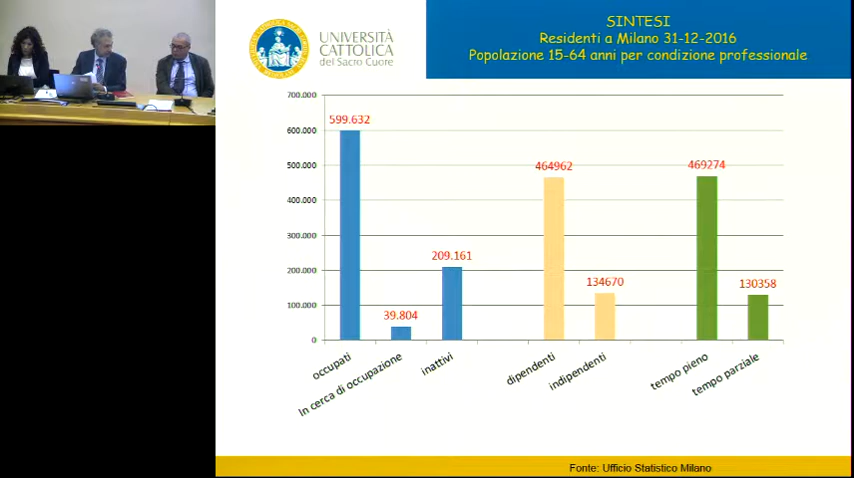 UNIVERSITÀ
CATTOLICA
del Sacro Cuore
SINTESI
Residenti a Milano 31-12-2016
Popolazione 15-64 anni per condizione professionale
700.000
600.000
500.000
400.000
300.000
200.000
100.000
0
599.632
39.804
209.161
464962
134670
469274
130358
occupati
In cerca di occupazione
inattivi
dipendenti
indipendenti
tempo pieno
tempo parziale
Fonte: Ufficio Statistico Milano